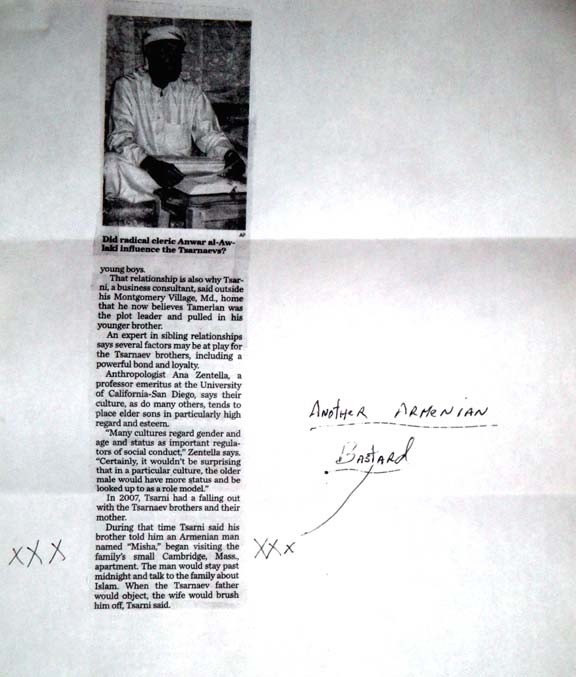 AP
Did radical cleric Anwar al-Aw-
laki influence the Tsarnaevs?
young boys.
That relationship is also why Tsar-
ni, a business consultant, said outside
his Montgomery Village, Md., home
that he now believes Tamerlan was
the plot leader and pulled in his
younger brother.
An expert in sibling relationships
says several factors may be at play for
the Tsarnaev brothers, including a
powerful bond and loyalty.
Anthropologist Ana Zentella, a
professor emeritus at the University
of California-San Diego, says their
culture, as do many others, tends to
place elder sons in particularly high
regard and esteem.
"Many cultures regard gender and
age and status as important regula-
tors of social conduct," Zentella says.
"Certainly, it wouldn't be surprising
that in a particular culture, the older
male would have more status and be
looked up to as a role model."
In 2007, Tsarni had a falling out
with the Tsarnaev brothers and their
mother.
During that time Tsarni said his
brother told him an Armenian man
named "Misha," began visiting the
family's small Cambridge, Mass.,
apartment. The man would stay past
midnight and talk to the family about
Islam. When the Tsarnaev father
would object, the wife would brush
him off, Tsarni said.
ANOTHER ARMENIAN
BASTARD
XXX
XXX